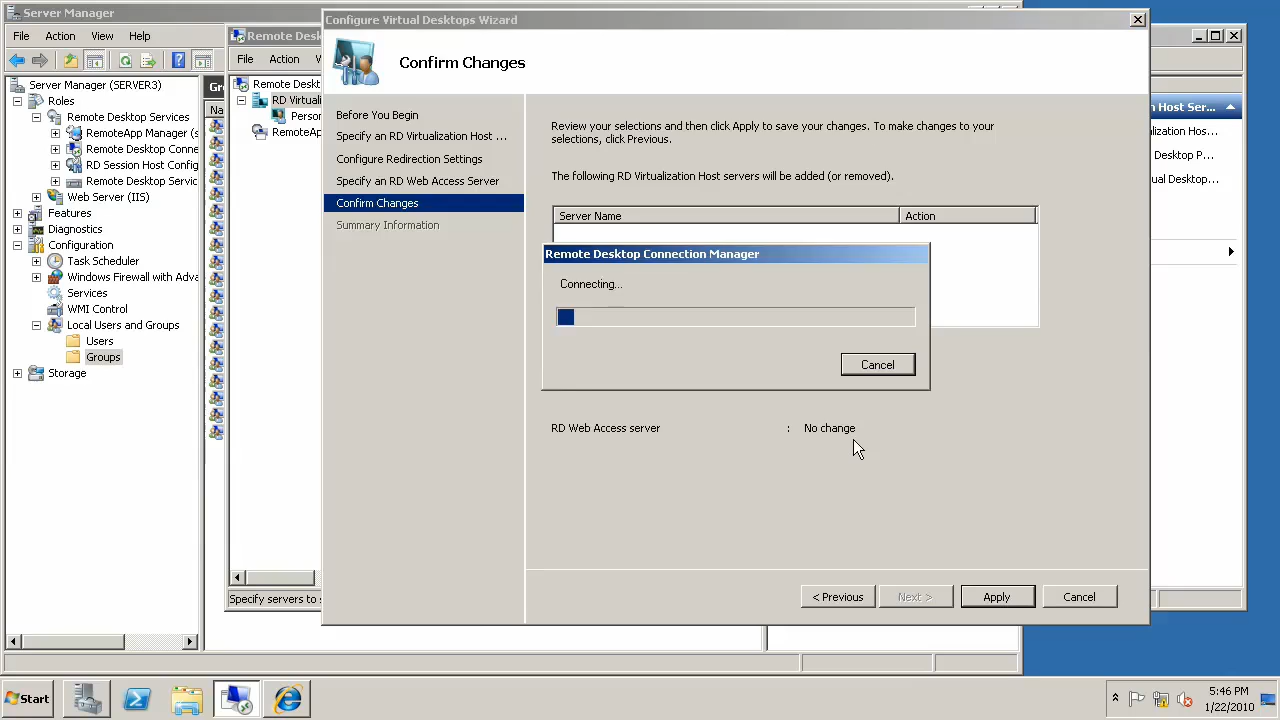 Server Manager
File Action View Help
Server Manager (SERVER3)
Roles
Remote Desktop Services
RemoteApp Manager (s
Remote Desktop Conne
RD Session Host Config
Remote Desktop Servic
Web Server (IIS)
Features
Diagnostics
Configuration
Task Scheduler
Windows Firewall with Adva
Services
WMI Control
Local Users and Groups
Users
Groups
Storage
Gr
Na
Remote Desk
File Action V
Remote Deskt
RD Virtuali
Person
RemoteAp
Specify servers to s
Configure Virtual Desktops Wizard
Confirm Changes
Before You Begin
Specify an RD Virtualization Host ...
Configure Redirection Settings
Specify an RD Web Access Server
Confirm Changes
Summary Information
Review your selections and then click Apply to save your changes. To make changes to your
selections, click Previous.
The following RD Virtualization Host servers will be added (or removed).
Server Name Action
Remote Desktop Connection Manager
Connecting...
Cancel
RD Web Access server : No change
< Previous Next > Apply Cancel
n Host Ser...
lization Hos...
Desktop P...
ual Desktop...
Start
5:46 PM
1/22/2010